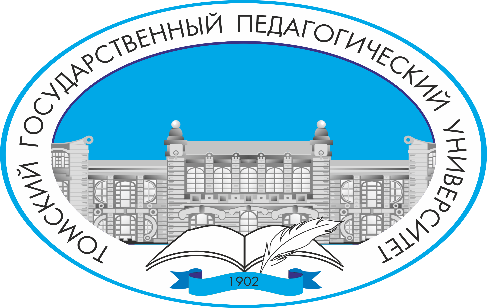 ТОМСКИЙ ГОСУДАРСТВЕННЫЙ ПЕДАГОГИЧЕСКИЙ УНИВЕРСИТЕТ
1902